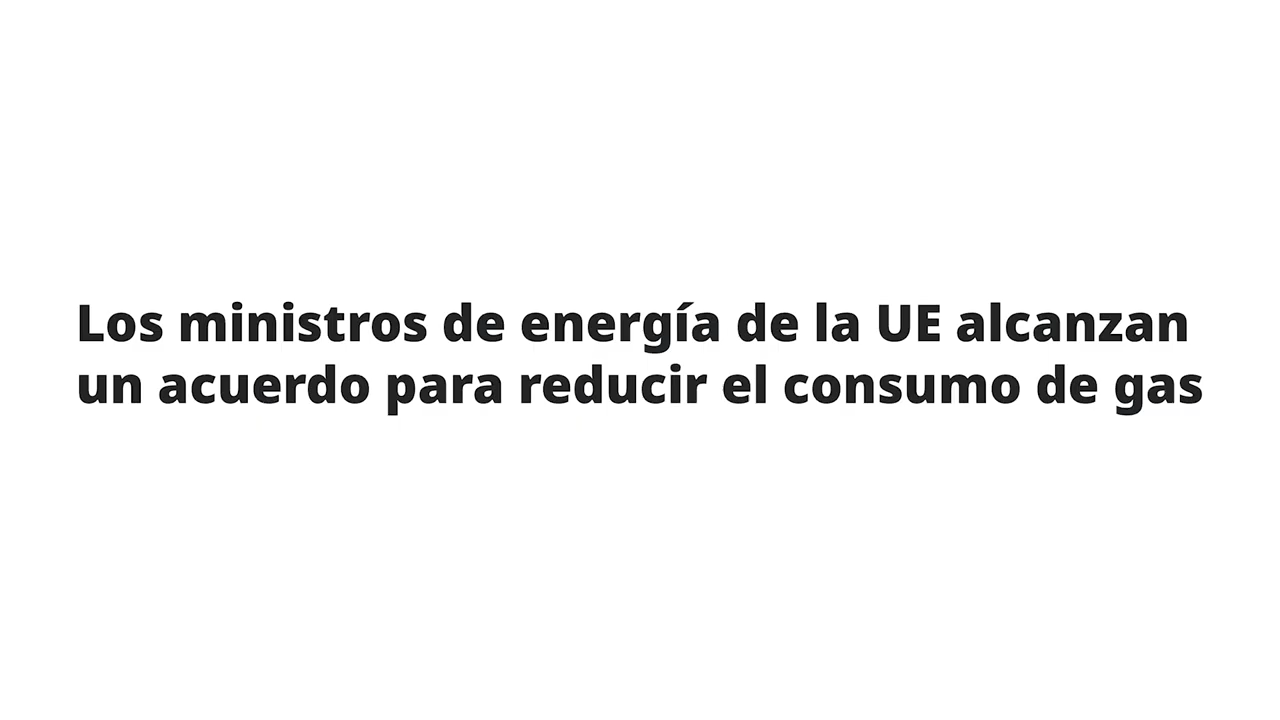 Los ministros de energía de la UE alcanzan
un acuerdo para reducir el consumo de gas